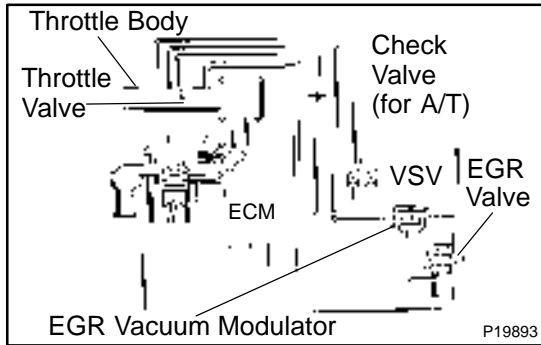 Throttle Body
Throttle
Valve
Check
Valve
(for A/T)
VSV
EGR
Valve
ECM
EGR Vacuum Modulator
P19893